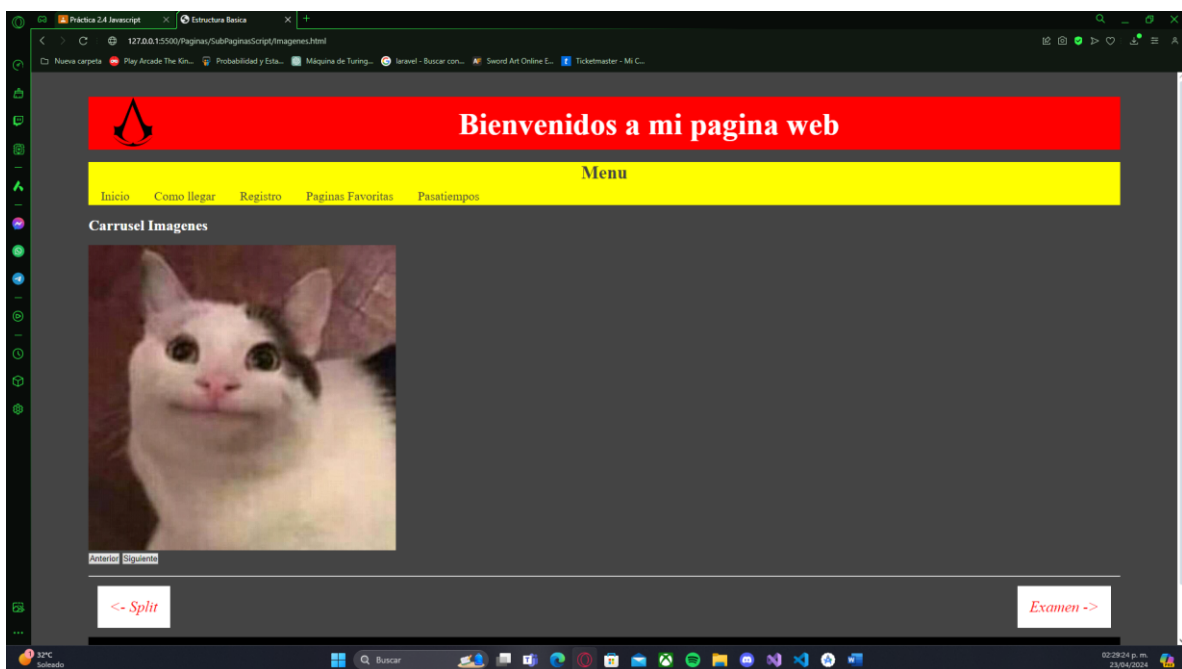 Práctica 2.4 Javascript
Estructura Basica
127.0.0.1:5500/Paginas/SubPaginasScript/Imagenes.html
Nueva carpeta Play Arcade The Kin... Probabilidad y Esta... Máquina de Turing... laravel - Buscar con... Sword Art Online E... Ticketmaster - Mi C...
Bienvenidos a mi pagina web
Menu
Inicio Como llegar Registro Paginas Favoritas Pasatiempos
Carrusel Imagenes
Anterior Siguiente
<- Split
Examen ->
1 32°C
Soleado
Buscar
02:29:24 p. m.
23/04/2024